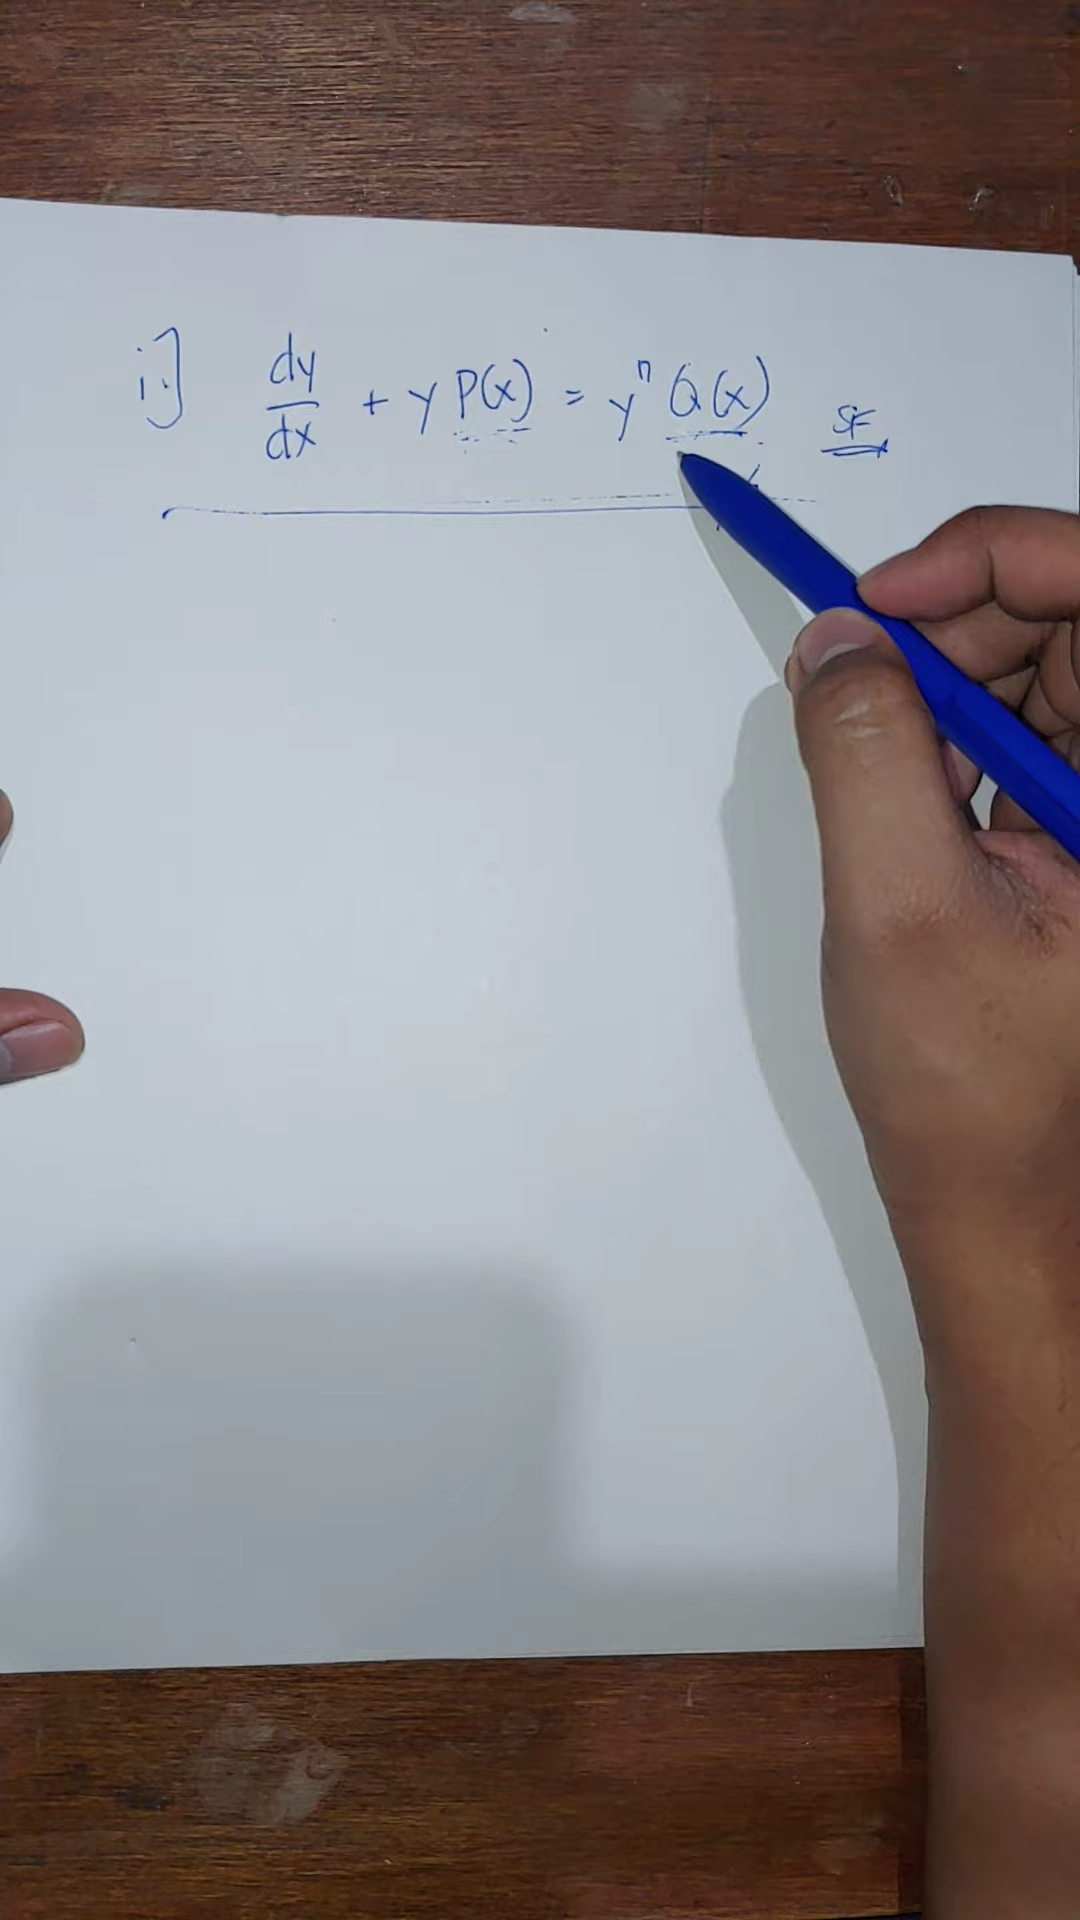 i.] dy/dx + y P(x) = yⁿ Q(x) SF